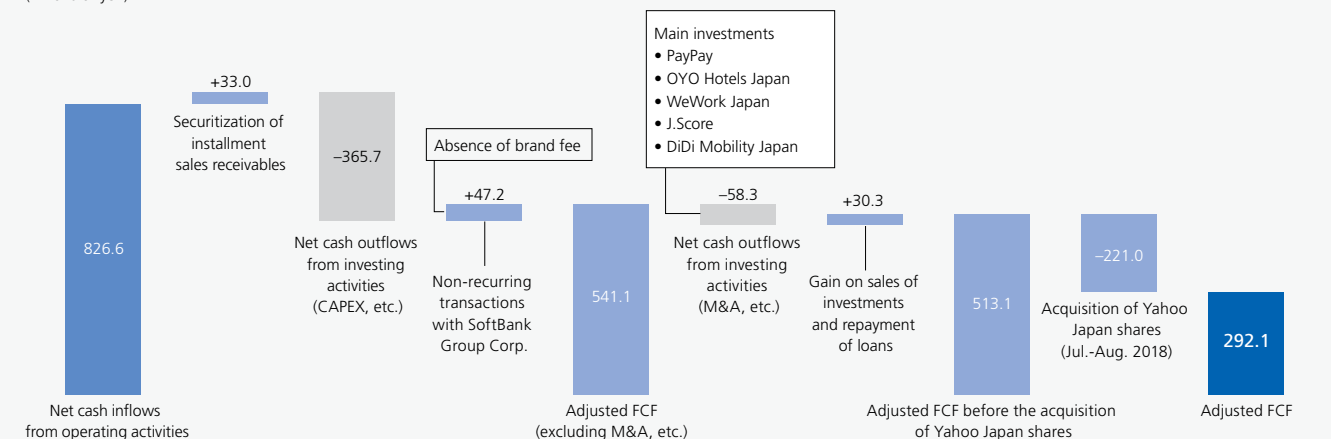 +33.0
Securitization of
installment
sales receivables
–365.7
Net cash outflows
from investing
activities
(CAPEX, etc.)
Absence of brand fee
+47.2
Non-recurring
transactions
with SoftBank
Group Corp.
826.6
Net cash inflows
from operating activities
541.1
Adjusted FCF
(excluding M&A, etc.)
Main investments
• PayPay
• OYO Hotels Japan
• WeWork Japan
• J.Score
• DiDi Mobility Japan
–58.3
Net cash outflows
from investing
activities
(M&A, etc.)
+30.3
Gain on sales of
investments
and repayment
of loans
513.1
Adjusted FCF before the acquisition
of Yahoo Japan shares
–221.0
Acquisition of Yahoo
Japan shares
(Jul.-Aug. 2018)
292.1
Adjusted FCF